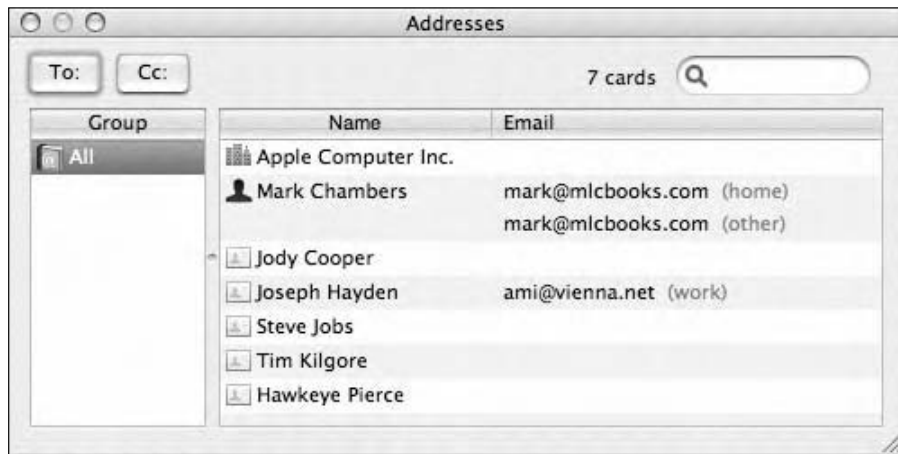 Addresses
To: Cc: 7 cards
Group Name Email
All Apple Computer Inc.
Mark Chambers mark@mlcbooks.com (home)
mark@mlcbooks.com (other)
Jody Cooper
Joseph Hayden ami@vienna.net (work)
Steve Jobs
Tim Kilgore
Hawkeye Pierce